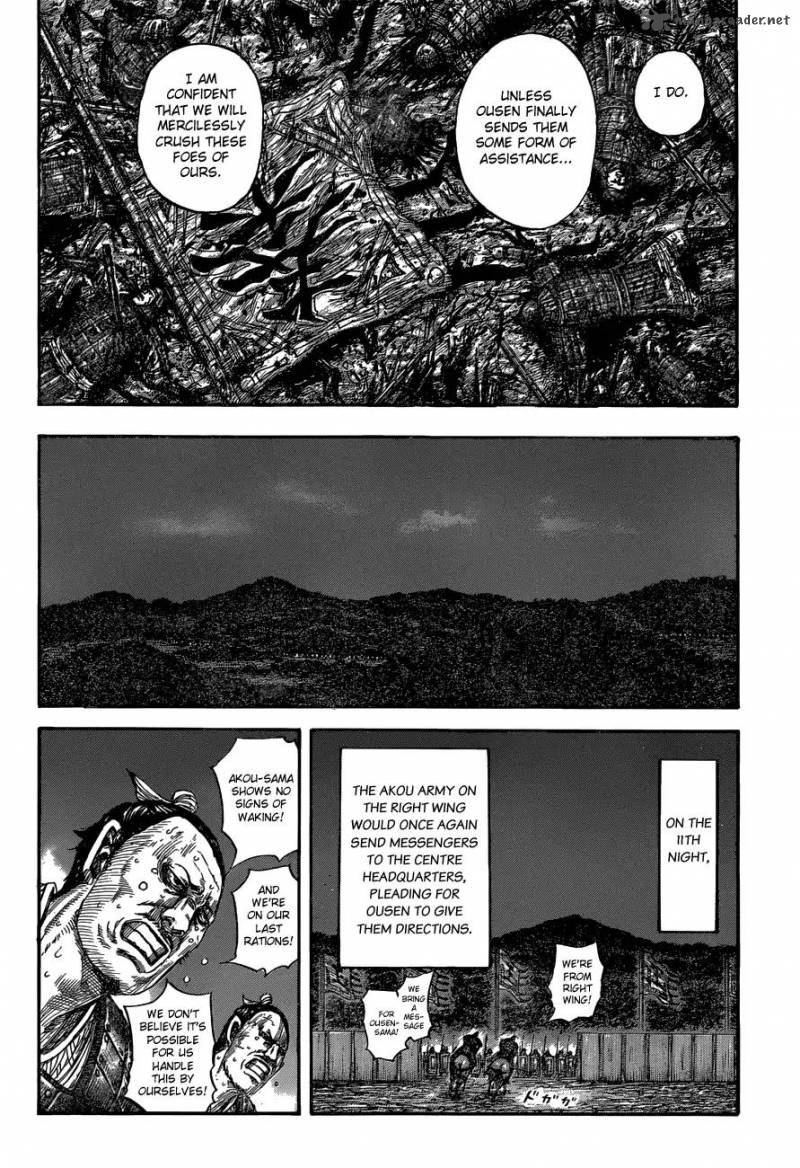 I DO.
UNLESS
OUSEN FINALLY
SENDS THEM
SOME FORM OF
ASSISTANCE...
I AM
CONFIDENT
THAT WE WILL
MERCILESSLY
CRUSH THESE
FOES OF
OURS.
ON THE
11TH
NIGHT,
THE AKOU ARMY ON
THE RIGHT WING
WOULD ONCE AGAIN
SEND MESSENGERS
TO THE CENTRE
HEADQUARTERS,
PLEADING FOR
OUSEN TO GIVE
THEM DIRECTIONS.
WE'RE
FROM
RIGHT
WING!
WE
BRING
A
MES-
SAGE
FOR
OUSEN-
SAMA!
ドガガ
AKOU-SAMA
SHOWS NO
SIGNS OF
WAKING!
AND
WE'RE
ON OUR
LAST
RATIONS!
WE DON'T
BELIEVE IT'S
POSSIBLE
FOR US
HANDLE
THIS BY
OURSELVES!